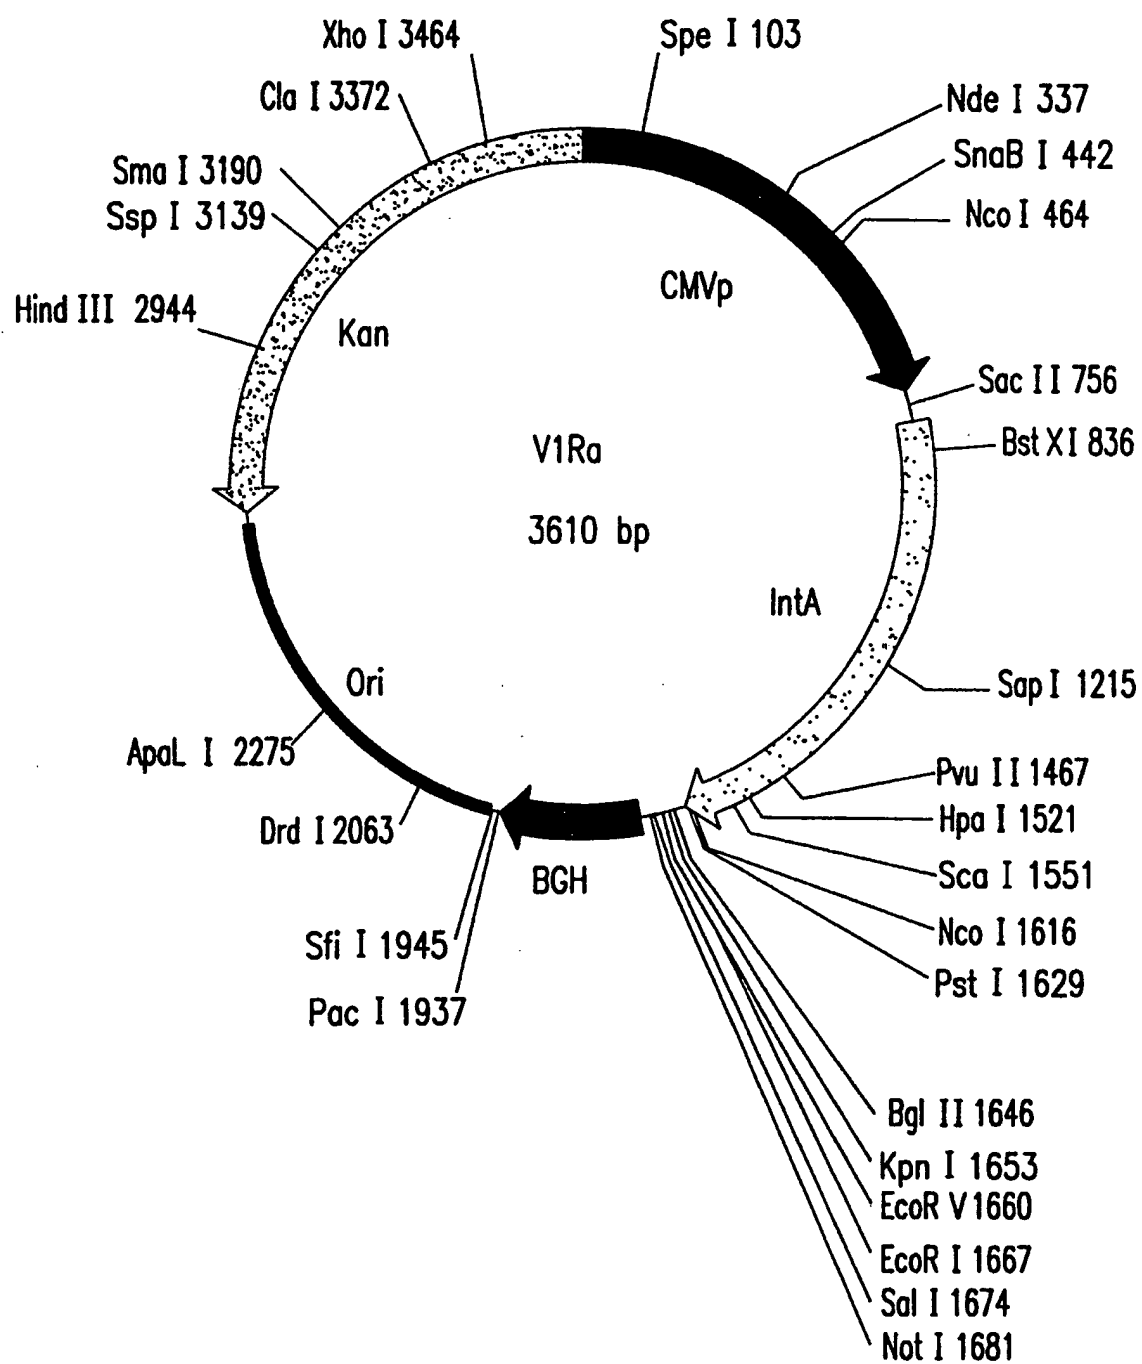 Xho I 3464
Spe I 103
Cla I 3372
Nde I 337
SnaB I 442
Sma I 3190
Ssp I 3139
Nco I 464
CMVp
Hind III 2944
Kan
Sac II 756
Bst XI 836
V1Ra
3610 bp
IntA
Ori
Sap I 1215
ApaL I 2275
Pvu II 1467
Drd I 2063
Hpa I 1521
BGH
Sca I 1551
Nco I 1616
Sfi I 1945
Pst I 1629
Pac I 1937
Bgl II 1646
Kpn I 1653
EcoR V 1660
EcoR I 1667
Sal I 1674
Not I 1681